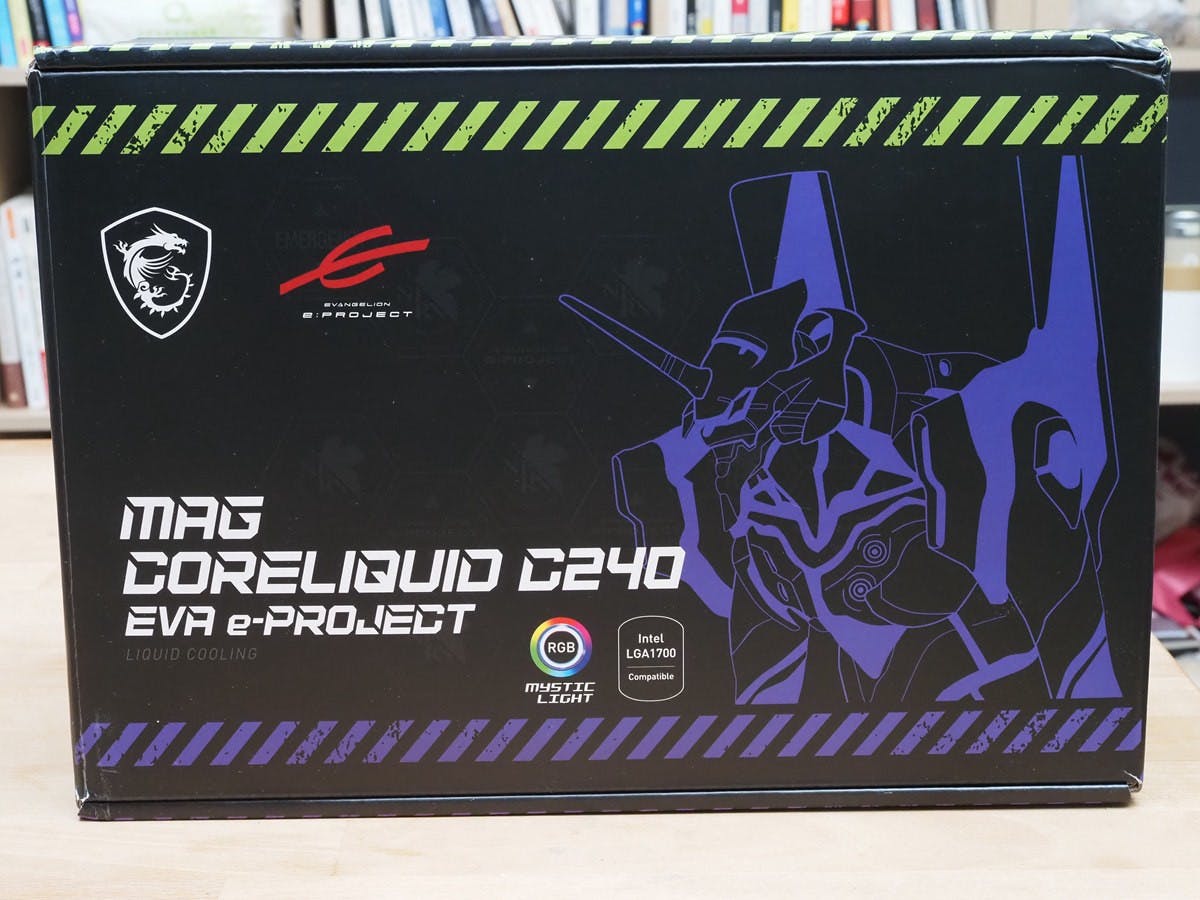 EVANGELION
e:PROJECT
MAG
CORELIQUID C240
EVA e-PROJECT
LIQUID COOLING
RGB
MYSTIC
LIGHT
Intel
LGA1700
Compatible